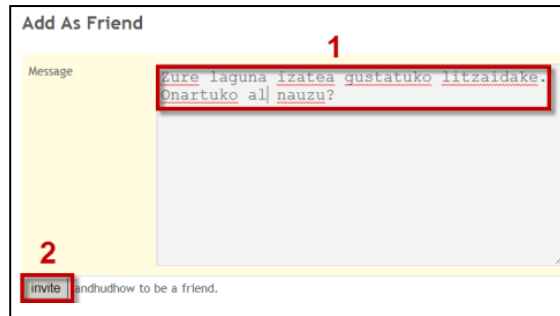 Add As Friend
1
Message
Zure laguna izatea gustatuko litzaidake.
Onartuko al nauzu?
2
invite andhudhow to be a friend.